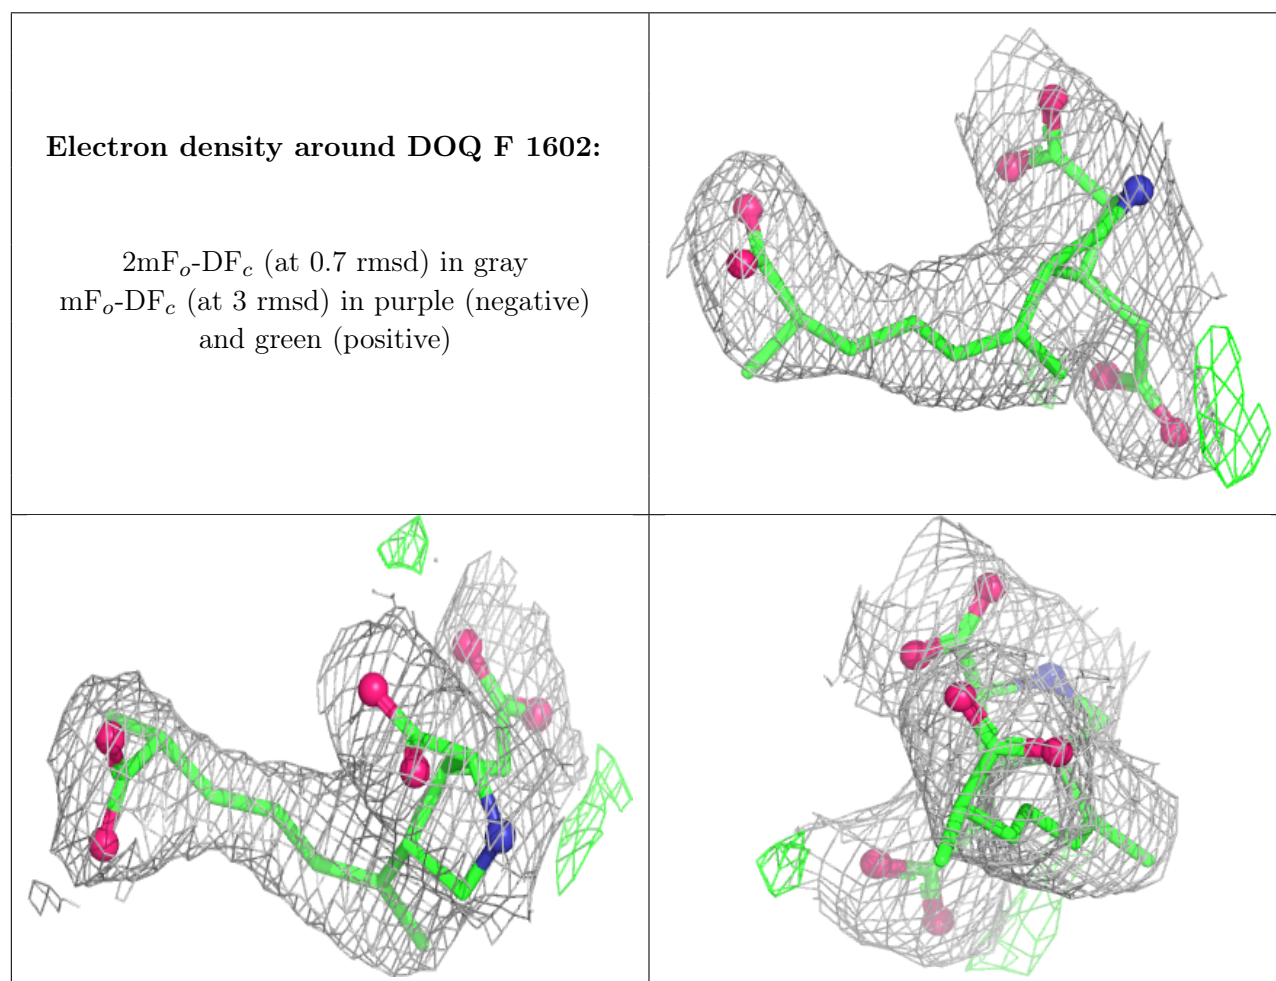 Electron density around DOQ F 1602:
2mFo-DFc (at 0.7 rmsd) in gray
mFo-DFc (at 3 rmsd) in purple (negative)
and green (positive)